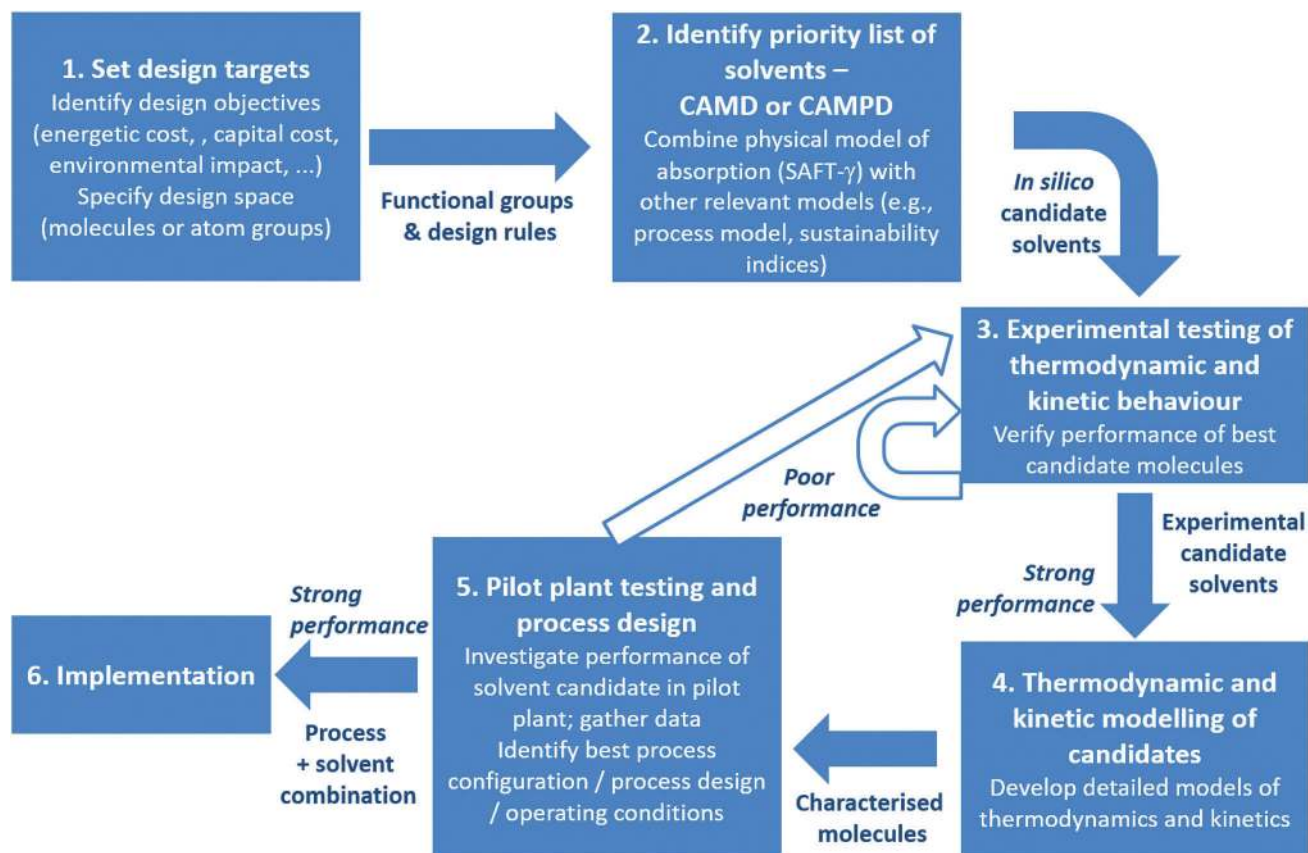 1. Set design targets
Identify design objectives
(energetic cost, , capital cost,
environmental impact, ...)
Specify design space
(molecules or atom groups)
Functional groups
& design rules
2. Identify priority list of
solvents –
CAMD or CAMPD
Combine physical model of
absorption (SAFT-γ) with
other relevant models (e.g.,
process model, sustainability
indices)
In silico
candidate
solvents
3. Experimental testing of
thermodynamic and
kinetic behaviour
Verify performance of best
candidate molecules
Poor
performance
Experimental
candidate
solvents
Strong
performance
4. Thermodynamic and
kinetic modelling of
candidates
Develop detailed models of
thermodynamics and kinetics
Characterised
molecules
5. Pilot plant testing and
process design
Investigate performance of
solvent candidate in pilot
plant; gather data
Identify best process
configuration / process design
/ operating conditions
Strong
performance
Process
+ solvent
combination
6. Implementation